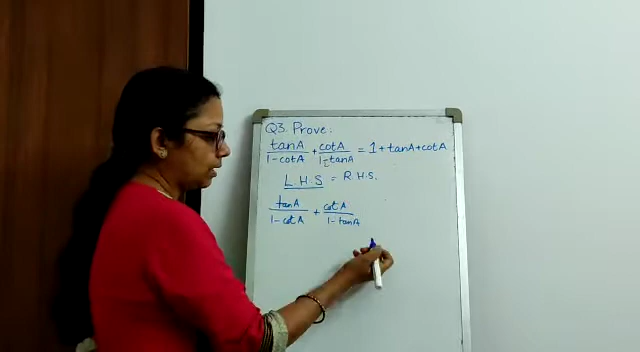 Q3. Prove:
tanA/1-cotA + cotA/1-tanA = 1 + tanA + cotA
L.H.S = R.H.S.
tanA/1-cotA + cotA/1-tanA